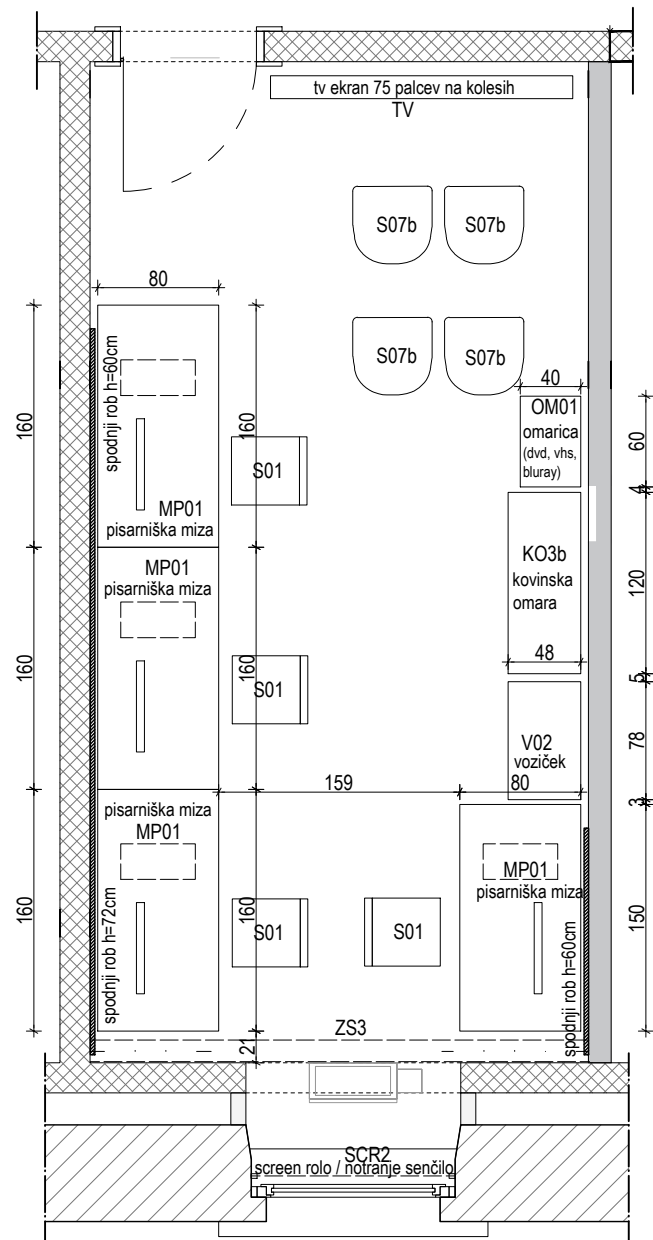 tv ekran 75 palcev na kolesih
TV
S07b
S07b
S07b
S07b
80
40
OM01
omarica
(dvd, vhs,
bluray)
60
4
spodnji rob h=60cm
160
160
S01
MP01
pisarniška miza
MP01
pisarniška miza
KO3b
kovinska
omara
120
48
5
160
160
S01
V02
voziček
78
159
80
3
pisarniška miza
MP01
MP01
pisarniška miza
160
160
S01
S01
150
spodnji rob h=72cm
spodnji rob h=60cm
ZS3
21
SCR2
screen rolo / notranje senčilo